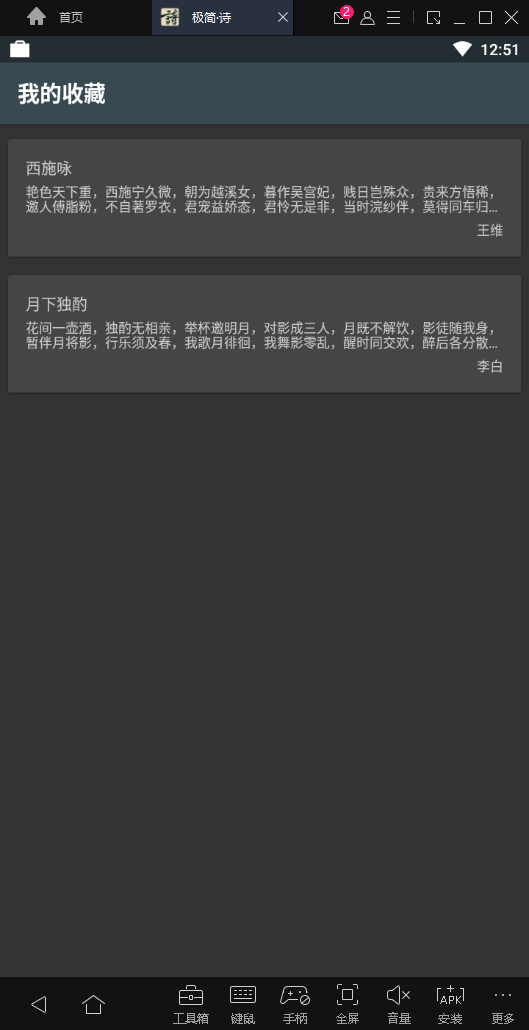 首页
极简·诗
2
12:51
我的收藏
西施咏
艳色天下重，西施宁久微，朝为越溪女，暮作吴宫妃，贱日岂殊众，贵来方悟稀，
邀人傅脂粉，不自著罗衣，君宠益娇态，君怜无是非，当时浣纱伴，莫得同车归...
王维
月下独酌
花间一壶酒，独酌无相亲，举杯邀明月，对影成三人，月既不解饮，影徒随我身，
暂伴月将影，行乐须及春，我歌月徘徊，我舞影零乱，醒时同交欢，醉后各分散...
李白
工具箱
键鼠
手柄
全屏
音量
APK
安装
更多